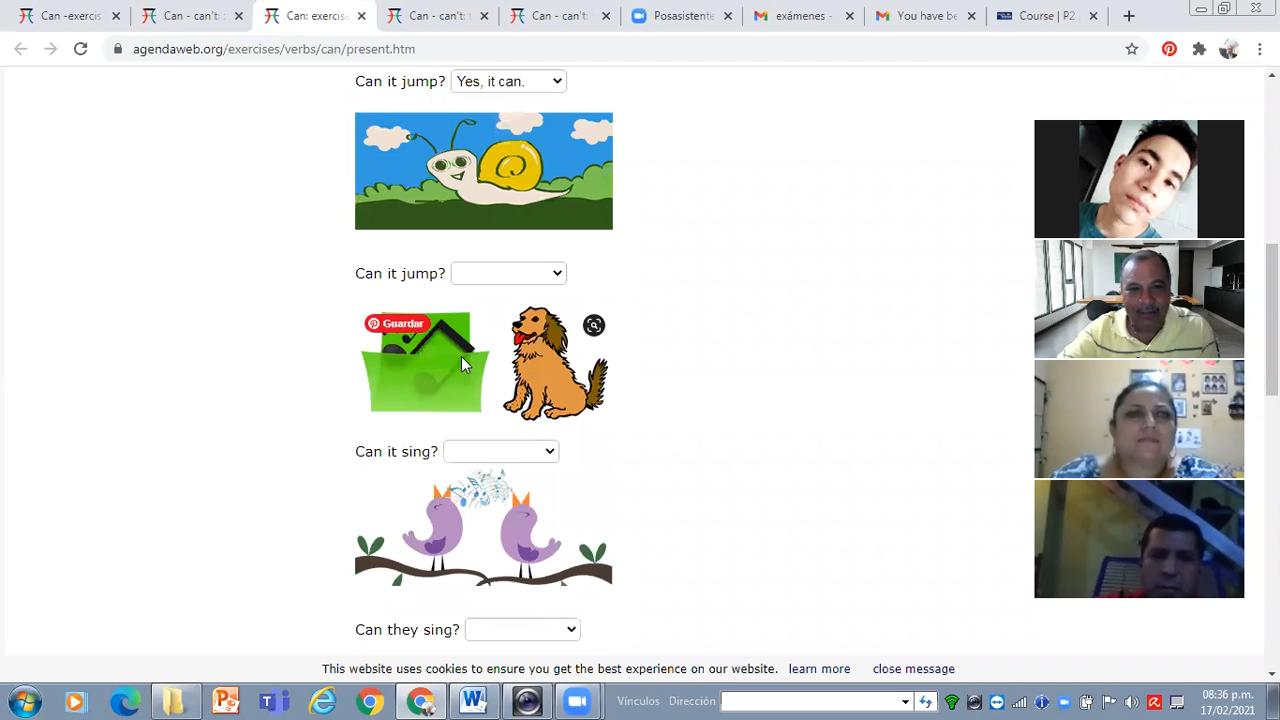 Can -exercis
Can - can't:
Can: exercise
Can - can't: t
Can - can't:
Posasistente
exámenes -
You have be
Course | R2
agendaweb.org/exercises/verbs/can/present.htm
Can it jump? Yes, it can.
Can it jump?
Guardar
Can it sing?
Can they sing?
This website uses cookies to ensure you get the best experience on our website. learn more close message
Vínculos Dirección
08:36 p.m.
17/02/2021